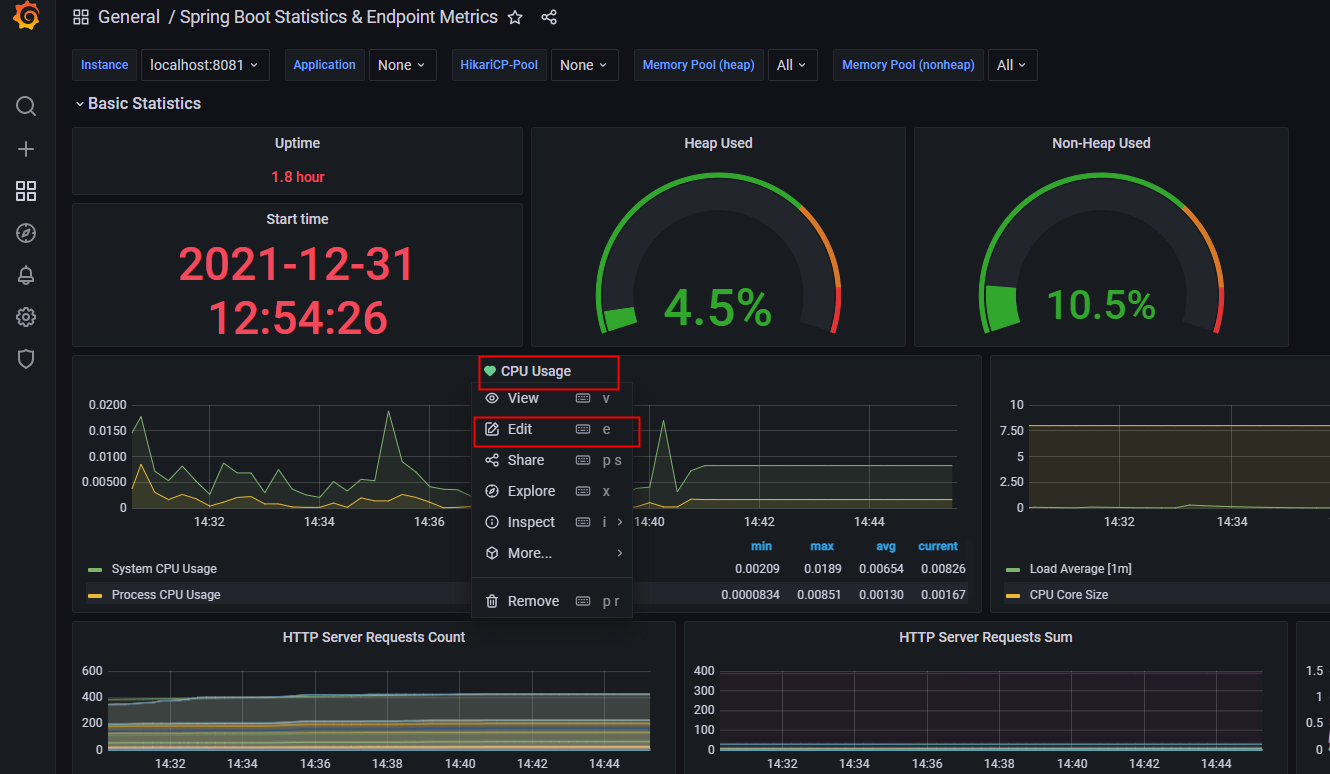 General / Spring Boot Statistics & Endpoint Metrics
Instance localhost:8081 Application None HikariCP-Pool None Memory Pool (heap) All Memory Pool (nonheap) All
Basic Statistics
Uptime
1.8 hour
Start time
2021-12-31
12:54:26
Heap Used
4.5%
Non-Heap Used
10.5%
CPU Usage
View v
Edit e
Share p s
Explore x
Inspect i
More...
Remove p r
0.0200
0.0150
0.0100
0.00500
0
14:32 14:34 14:36 14:40 14:42 14:44
min max avg current
System CPU Usage 0.00209 0.0189 0.00654 0.00826
Process CPU Usage 0.0000834 0.00851 0.00130 0.00167
10
7.50
5
2.50
0
14:32 14:34
Load Average [1m]
CPU Core Size
HTTP Server Requests Count
600
400
200
0
14:32 14:34 14:36 14:38 14:40 14:42 14:44
HTTP Server Requests Sum
400
300
200
100
0
14:32 14:34 14:36 14:38 14:40 14:42 14:44
1.5
1
0.5
0